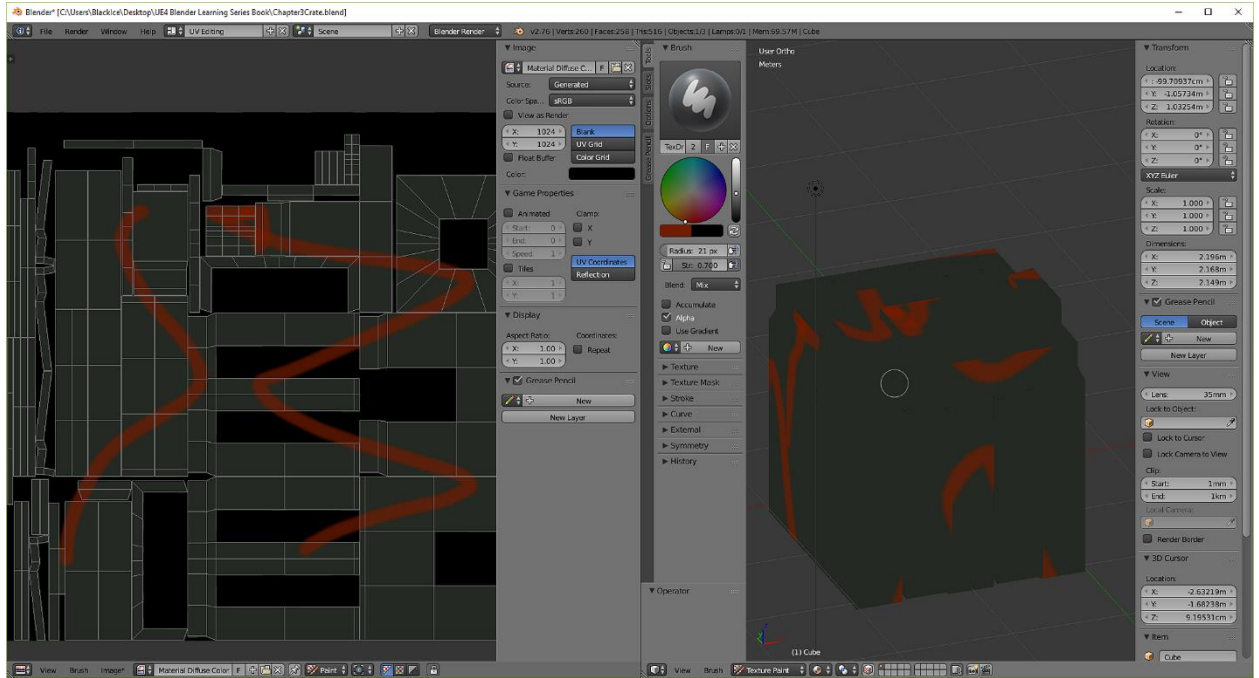 Blender* [C:\Users\BlackIce\Desktop\UE4 Blender Learning Series Book\Chapter3Crate.blend]
File Render Window Help UV Editing Scene Blender Render v2.76 | Verts:260 | Faces:258 | Tris:516 | Objects:1/3 | Lamps:0/1 | Mem:69.57M | Cube
Image
Material Diffuse C... F
Source: Generated
Color Spa... sRGB
View as Render
X: 1024 Blank
Y: 1024 UV Grid
Float Buffer Color Grid
Color:
Game Properties
Animated Clamp:
Start: 0 X
End: 0 Y
Speed: 1
Tiles UV Coordinates
X: 1 Reflection
Y: 1
Display
Aspect Ratio: Coordinates:
X: 1.00 Repeat
Y: 1.00
Grease Pencil
New
New Layer
Tools
Slots
Options
Grease Pencil
Brush
TexDr 2 F
Radius: 21 px
Str: 0.700
Blend: Mix
Accumulate
Alpha
Use Gradient
New
Texture
Texture Mask
Stroke
Curve
External
Symmetry
History
Operator
User Ortho
Meters
(1) Cube
Transform
Location:
: -99.70937cm
Y: -1.05734m
Z: 1.03254m
Rotation:
X: 0°
Y: 0°
Z: 0°
XYZ Euler
Scale:
X: 1.000
Y: 1.000
Z: 1.000
Dimensions:
X: 2.196m
Y: 2.168m
Z: 2.149m
Grease Pencil
Scene Object
New
New Layer
View
Lens: 35mm
Lock to Object:
Lock to Cursor
Lock Camera to View
Clip:
Start: 1mm
End: 1km
Local Camera:
Render Border
3D Cursor
Location:
X: -2.63219m
Y: -1.68238m
Z: 9.19531cm
Item
Cube
View Brush Image* Material Diffuse Color F Paint
View Brush Texture Paint